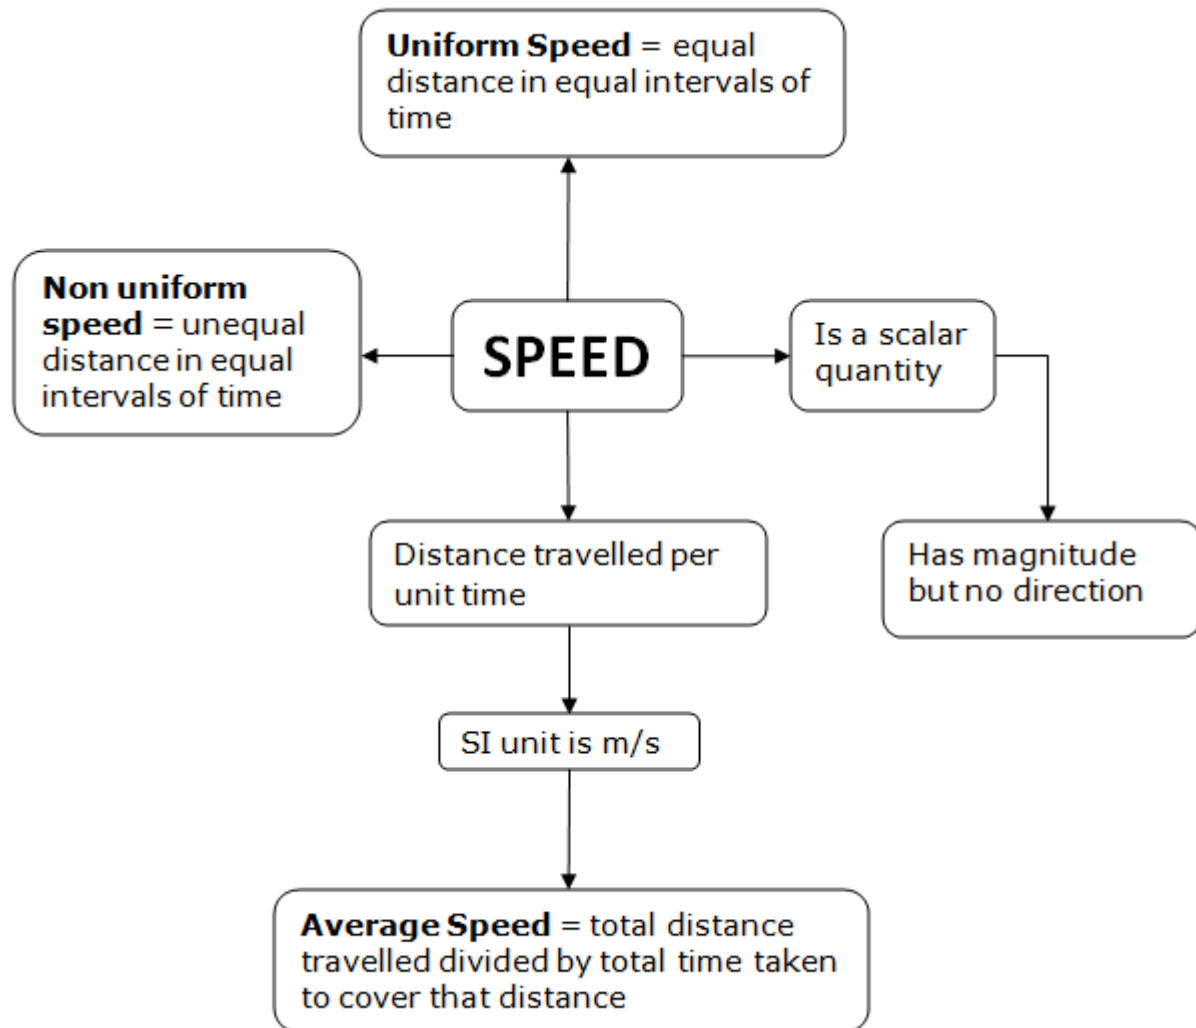 Uniform Speed = equal
distance in equal intervals of
time
Non uniform
speed = unequal
distance in equal
intervals of time
SPEED
Is a scalar
quantity
Distance travelled per
unit time
Has magnitude
but no direction
SI unit is m/s
Average Speed = total distance
travelled divided by total time taken
to cover that distance